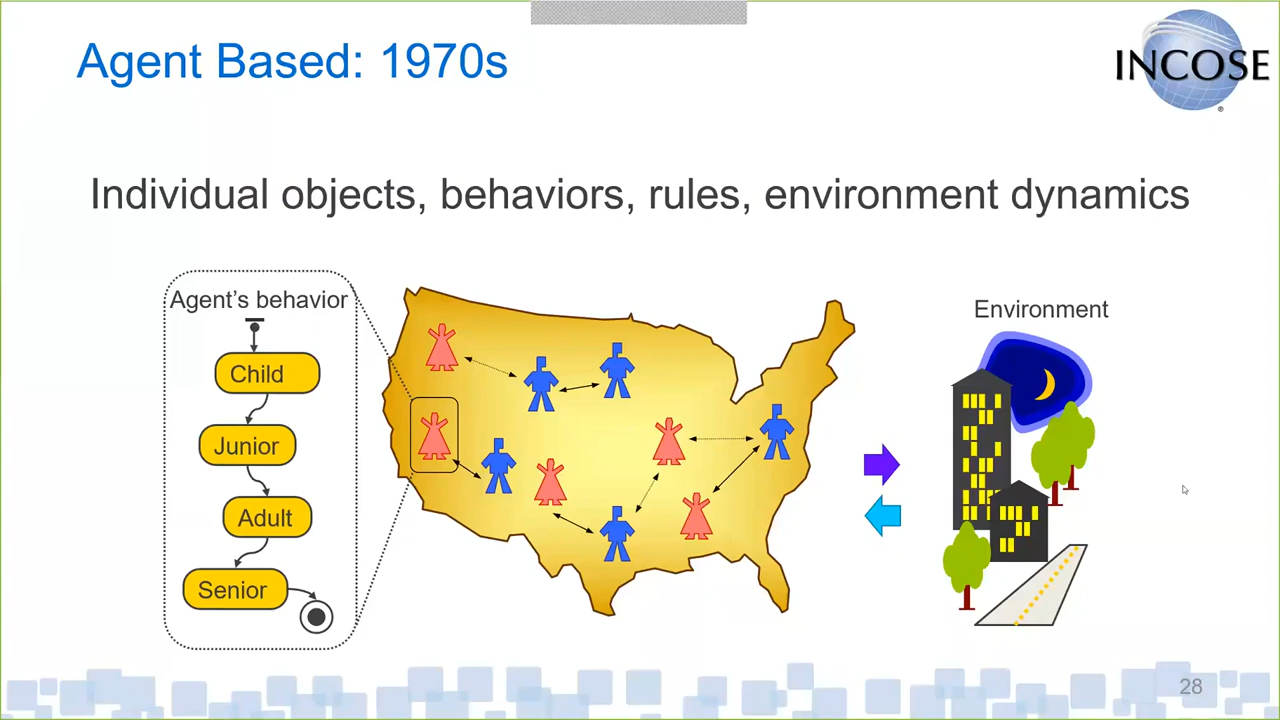 Agent Based: 1970s
INCOSE
®
Individual objects, behaviors, rules, environment dynamics
Agent's behavior
Child
Junior
Adult
Senior
Environment
28